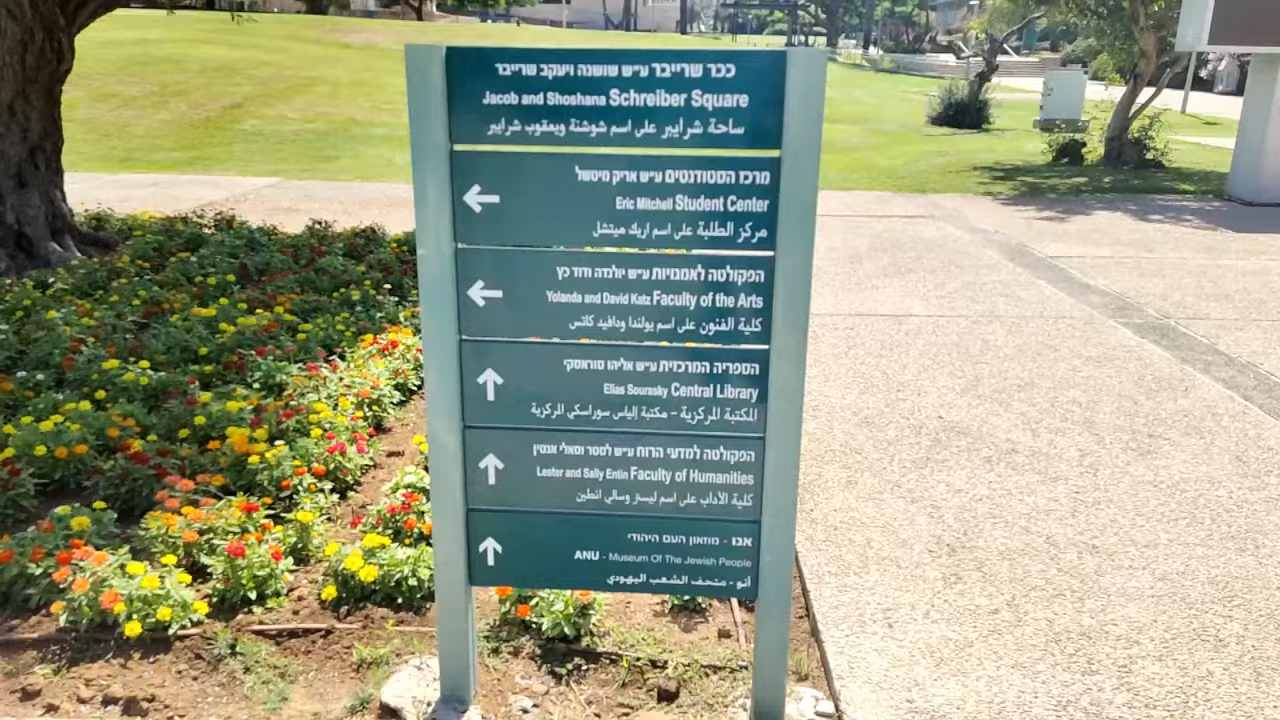 ככר שרייבר ע״ש שושנה ויעקב שרייבר
Jacob and Shoshana Schreiber Square
ساحة شرايبر على اسم شوشنة ويعقوب شرايبر
מרכז הסטודנטים ע״ש אריק מיטשל
Eric Mitchell Student Center
مركز الطلبة على اسم اريك ميتشل
הפקולטה לאמנויות ע״ש יולנדה ודוד כץ
Yolanda and David Katz Faculty of the Arts
كلية الفنون على اسم يولندا ودافيد كاتس
הספריה המרכזית ע״ש אליהו סוראסקי
Elias Sourasky Central Library
المكتبة المركزية – مكتبة إلياس سوراسكي المركزية
הפקולטה למדעי הרוח ע״ש לסטר וסאלי אנטין
Lester and Sally Entin Faculty of Humanities
كلية الآداب على اسم ليستر وسالي انطين
אנו - מוזאון העם היהודי
ANU - Museum Of The Jewish People
أنو - متحف الشعب اليهودي